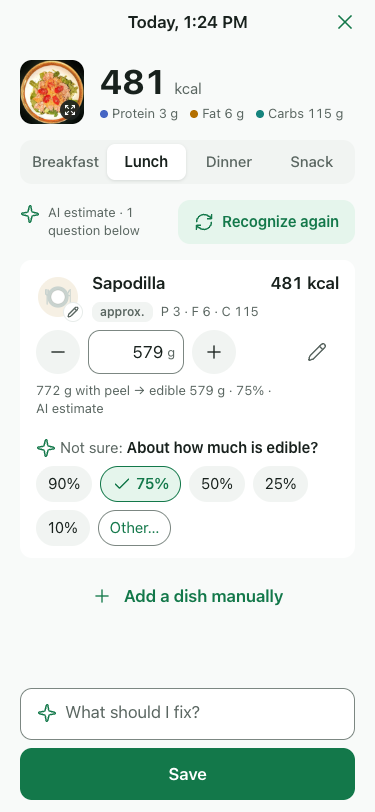 Today, 1:24 PM
481 kcal
Protein 3 g Fat 6 g Carbs 115 g
Breakfast Lunch Dinner Snack
AI estimate · 1
question below
Recognize again
Sapodilla 481 kcal
approx. P 3 · F 6 · C 115
− 579 g +
772 g with peel → edible 579 g · 75% ·
AI estimate
Not sure: About how much is edible?
90% 75% 50% 25%
10% Other...
+ Add a dish manually
What should I fix?
Save